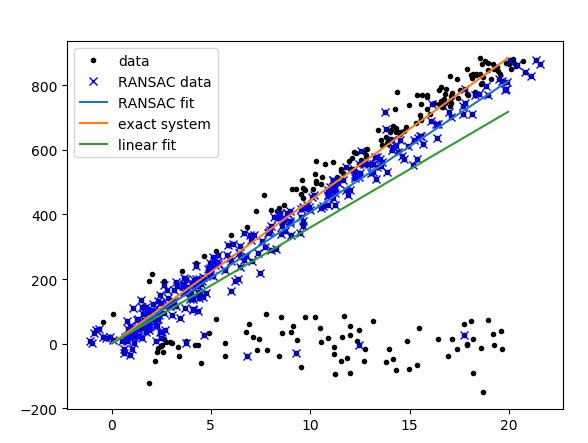 data
RANSAC data
RANSAC fit
exact system
linear fit
800
600
400
200
0
−200
0
5
10
15
20